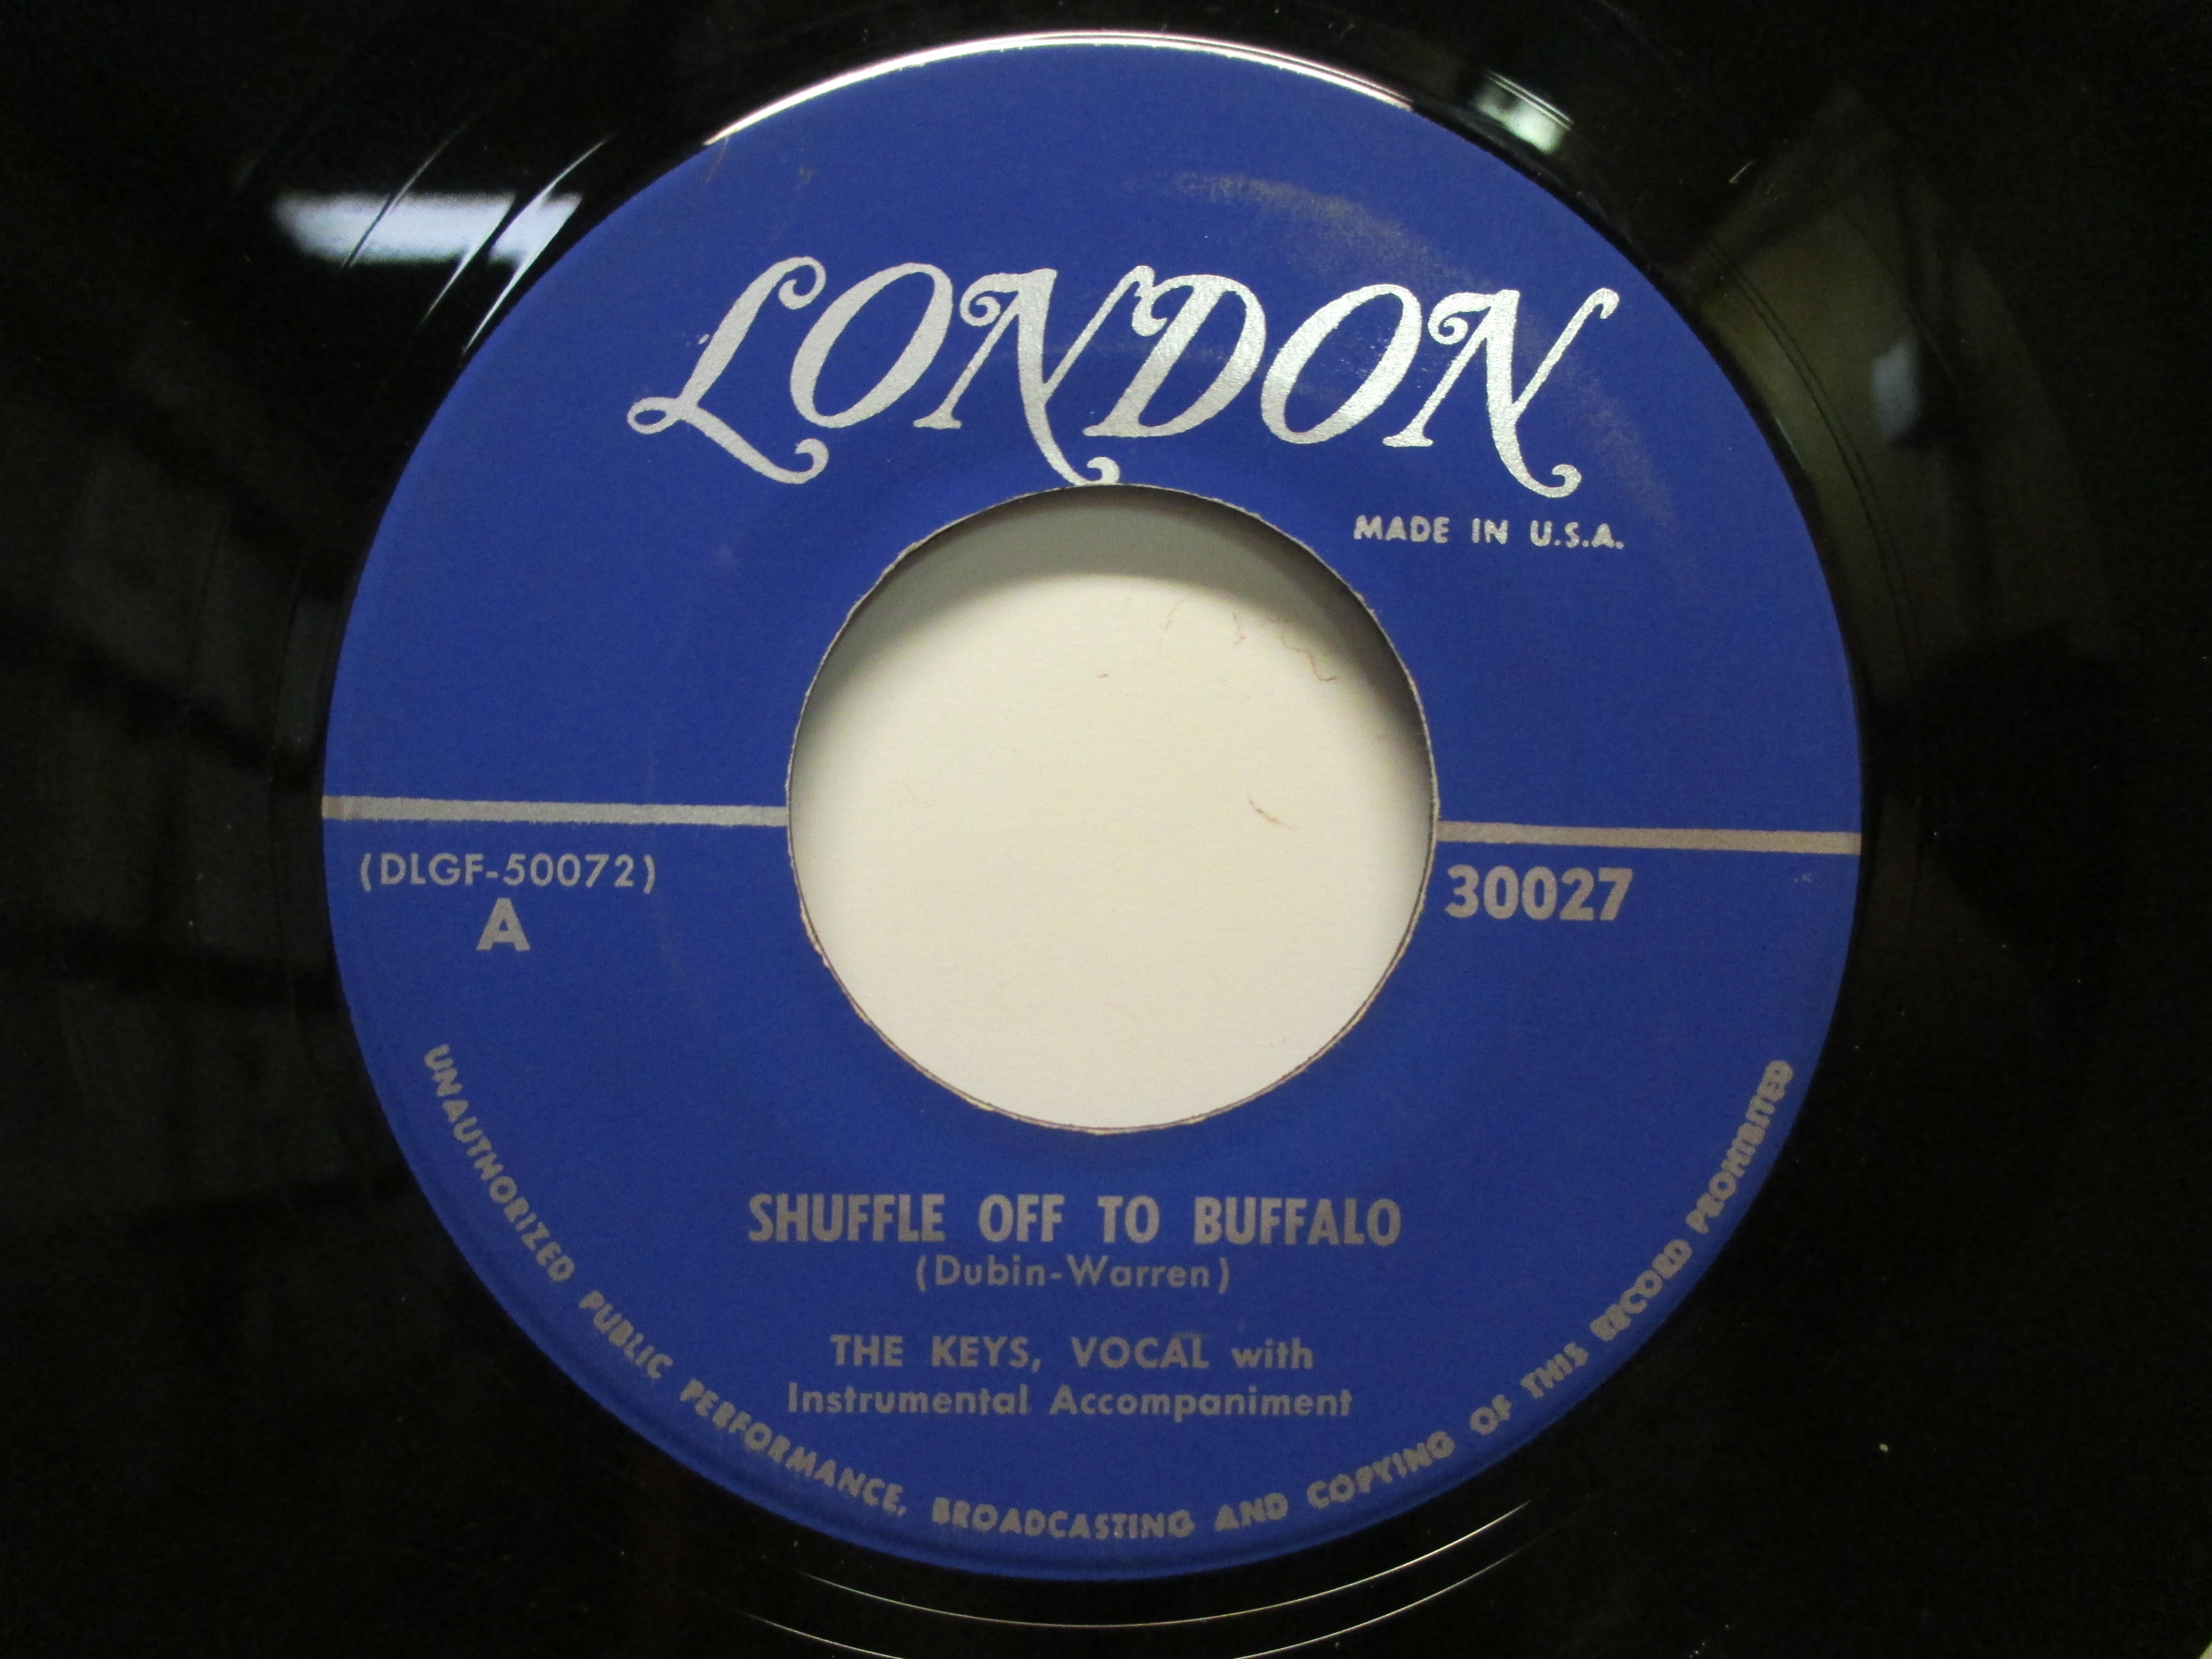 LONDON
MADE IN U.S.A.
(DLGF-50072)
A
30027
SHUFFLE OFF TO BUFFALO
(Dubin-Warren)
THE KEYS, VOCAL with
Instrumental Accompaniment
UNAUTHORIZED PUBLIC PERFORMANCE, BROADCASTING AND COPYING OF THIS RECORD PROHIBITED